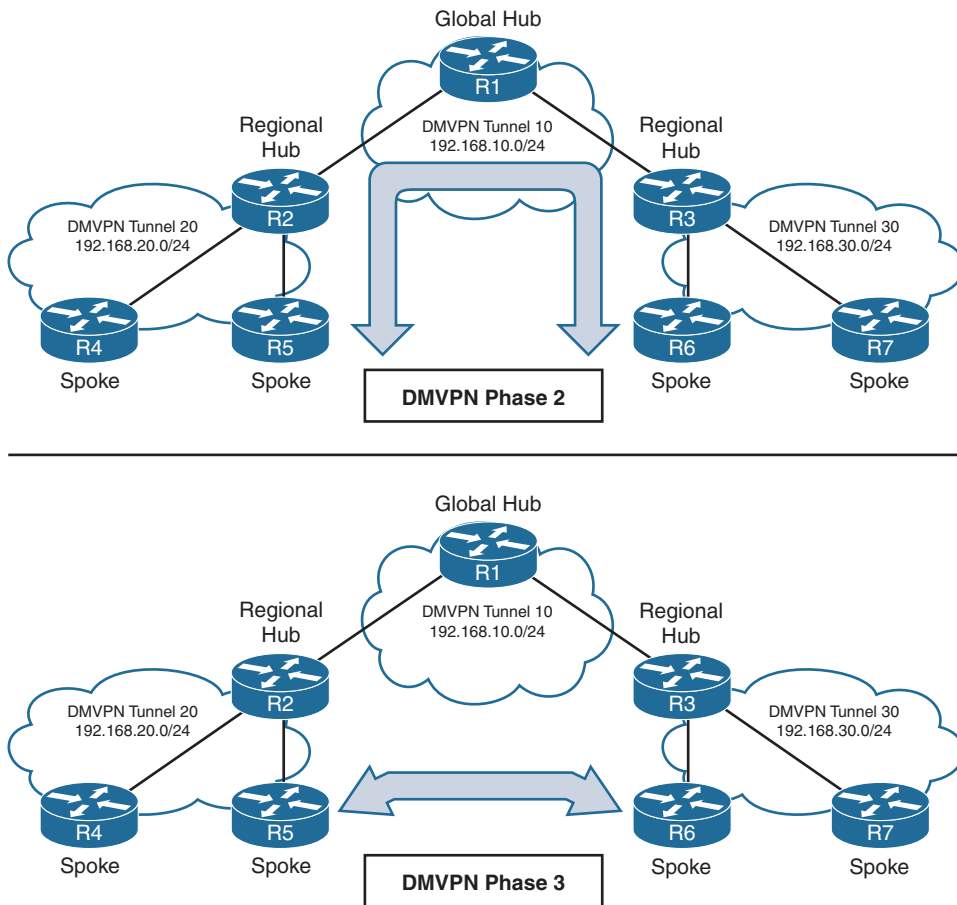 Global Hub
R1
DMVPN Tunnel 10
192.168.10.0/24
Regional
Hub
R2
Regional
Hub
R3
DMVPN Tunnel 20
192.168.20.0/24
DMVPN Tunnel 30
192.168.30.0/24
R4
Spoke
R5
Spoke
R6
Spoke
R7
Spoke
DMVPN Phase 2
Global Hub
R1
DMVPN Tunnel 10
192.168.10.0/24
Regional
Hub
R2
Regional
Hub
R3
DMVPN Tunnel 20
192.168.20.0/24
DMVPN Tunnel 30
192.168.30.0/24
R4
Spoke
R5
Spoke
R6
Spoke
R7
Spoke
DMVPN Phase 3